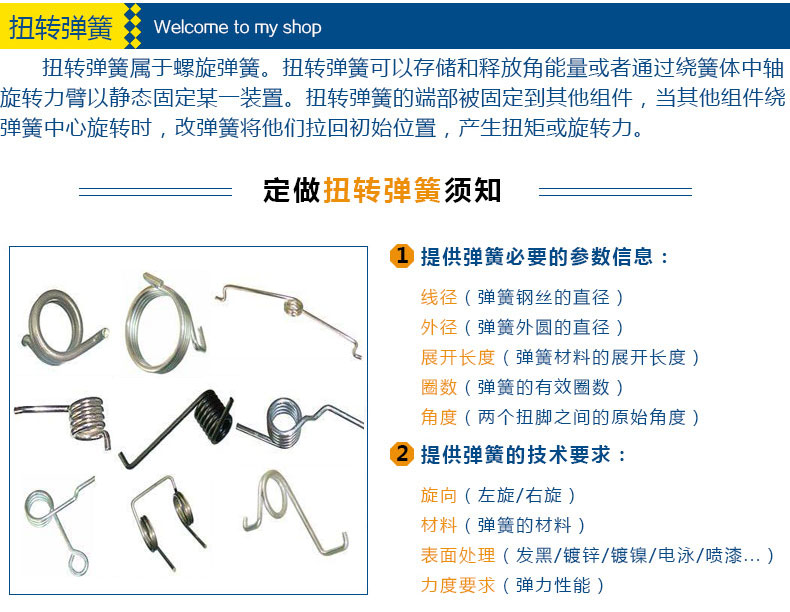 扭转弹簧
Welcome to my shop
扭转弹簧属于螺旋弹簧。扭转弹簧可以存储和释放角能量或者通过绕簧体中轴
旋转力臂以静态固定某一装置。扭转弹簧的端部被固定到其他组件，当其他组件绕
弹簧中心旋转时，改弹簧将他们拉回初始位置，产生扭矩或旋转力。
定做扭转弹簧须知
1 提供弹簧必要的参数信息：
线径（弹簧钢丝的直径）
外径（弹簧外圆的直径）
展开长度（弹簧材料的展开长度）
圈数（弹簧的有效圈数）
角度（两个扭脚之间的原始角度）
2 提供弹簧的技术要求：
旋向（左旋/右旋）
材料（弹簧的材料）
表面处理（发黑/镀锌/镀镍/电泳/喷漆...）
力度要求（弹力性能）